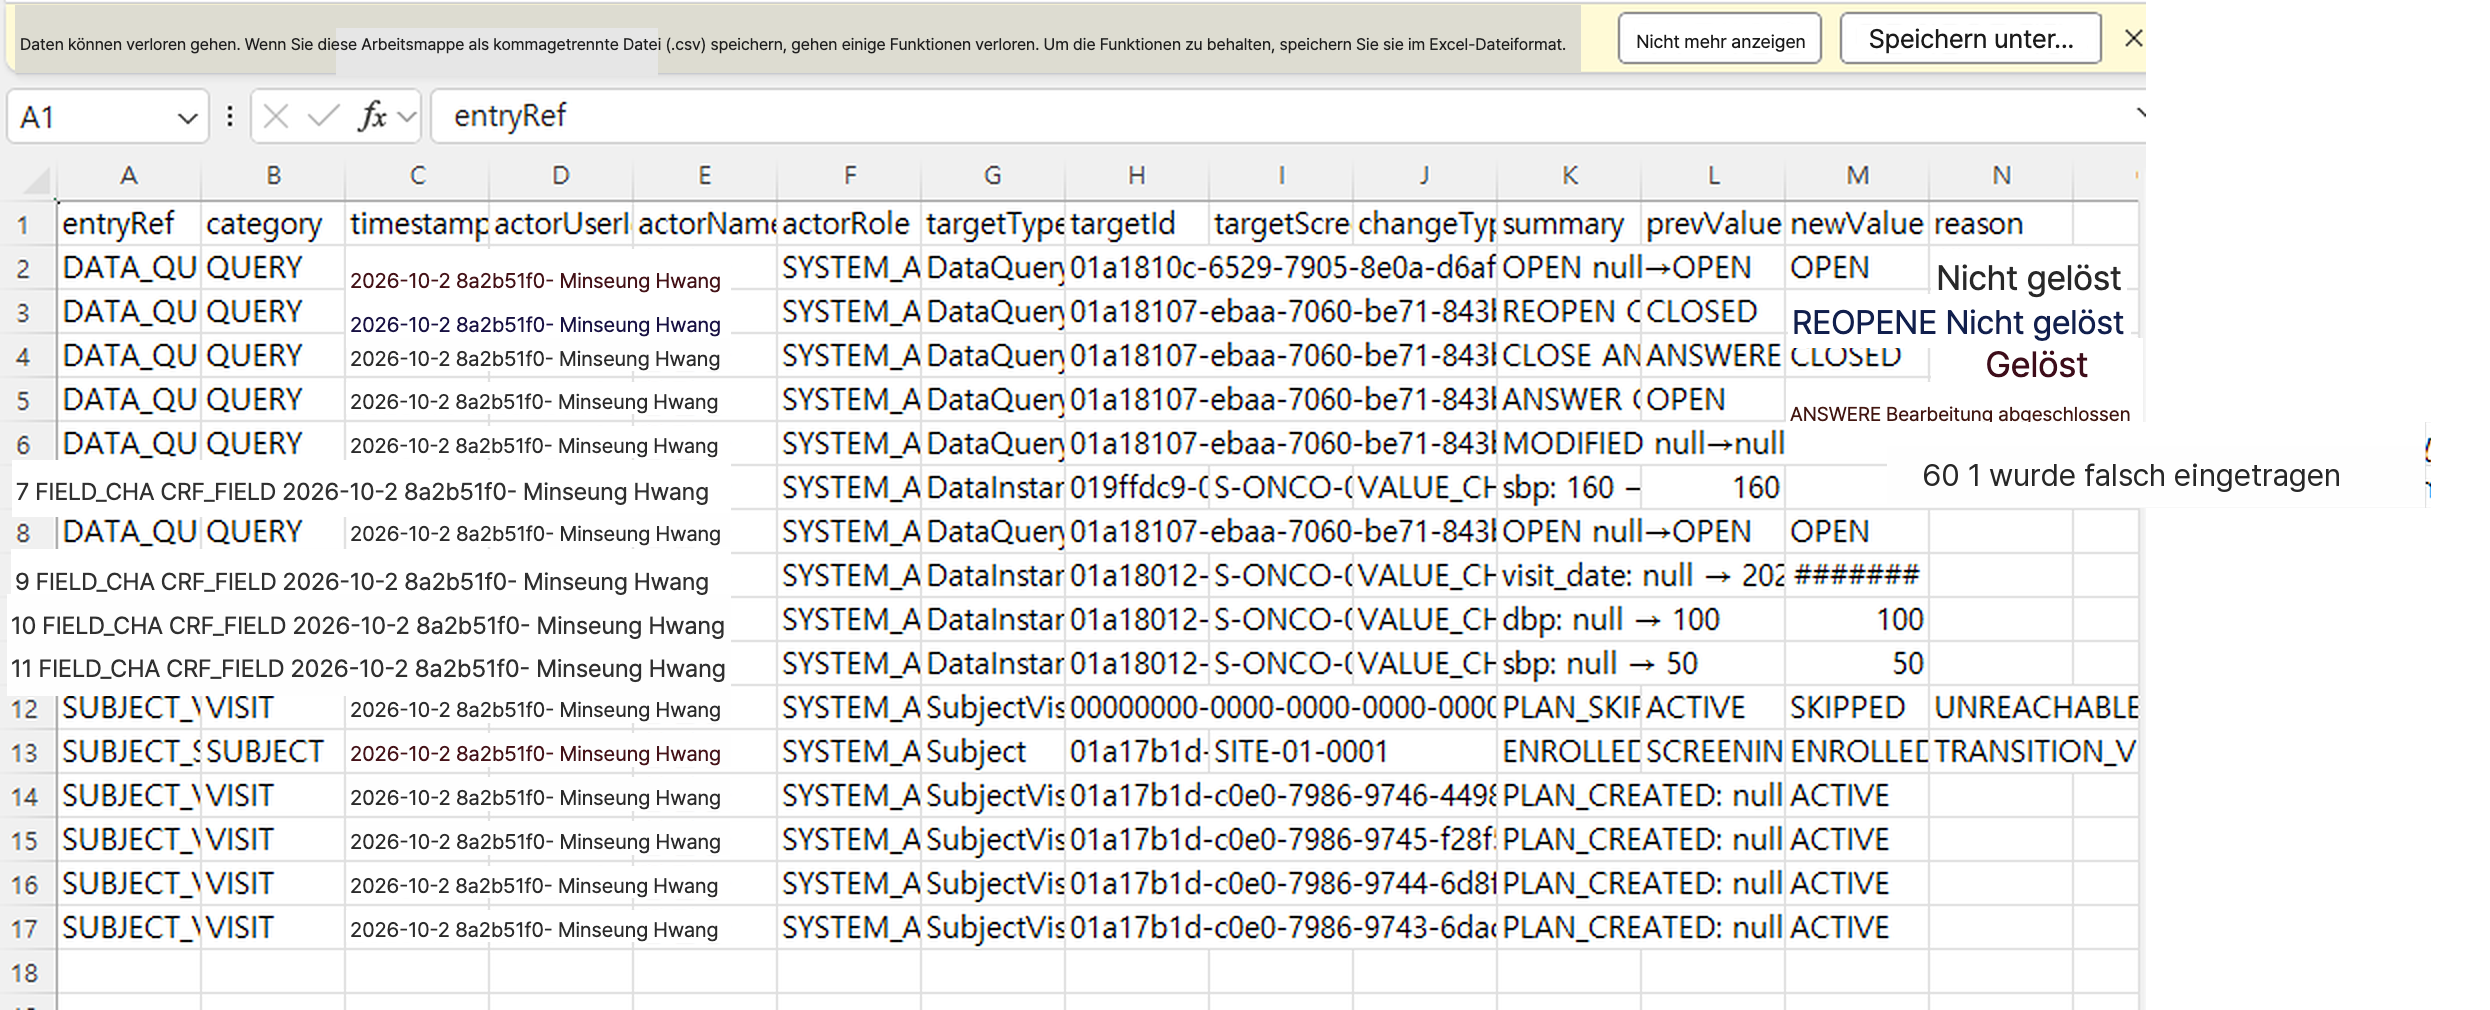 Daten können verloren gehen. Wenn Sie diese Arbeitsmappe als kommagetrennte Datei (.csv) speichern, gehen einige Funktionen verloren. Um die Funktionen zu behalten, speichern Sie sie im Excel-Dateiformat. Nicht mehr anzeigen Speichern unter...
A1 fx entryRef
A B C D E F G H I J K L M N
1 entryRef category timestamp actorUserI actorName actorRole targetType targetId targetScre changeTyp summary prevValue newValue reason
2 DATA_QU QUERY 2026-10-2 8a2b51f0- Minseung Hwang SYSTEM_A DataQuery 01a1810c-6529-7905-8e0a-d6af OPEN null→OPEN OPEN Nicht gelöst
3 DATA_QU QUERY 2026-10-2 8a2b51f0- Minseung Hwang SYSTEM_A DataQuery 01a18107-ebaa-7060-be71-843 REOPEN CLOSED REOPENE Nicht gelöst
4 DATA_QU QUERY 2026-10-2 8a2b51f0- Minseung Hwang SYSTEM_A DataQuery 01a18107-ebaa-7060-be71-843 CLOSE AN ANSWERE CLOSED Gelöst
5 DATA_QU QUERY 2026-10-2 8a2b51f0- Minseung Hwang SYSTEM_A DataQuery 01a18107-ebaa-7060-be71-843 ANSWER OPEN ANSWERE Bearbeitung abgeschlossen
6 DATA_QU QUERY 2026-10-2 8a2b51f0- Minseung Hwang SYSTEM_A DataQuery 01a18107-ebaa-7060-be71-843 MODIFIED null→null
7 FIELD_CHA CRF_FIELD 2026-10-2 8a2b51f0- Minseung Hwang SYSTEM_A DataInstar 019ffdc9-0 S-ONCO-0 VALUE_CH sbp: 160 – 160 60 1 wurde falsch eingetragen
8 DATA_QU QUERY 2026-10-2 8a2b51f0- Minseung Hwang SYSTEM_A DataQuery 01a18107-ebaa-7060-be71-843 OPEN null→OPEN OPEN
9 FIELD_CHA CRF_FIELD 2026-10-2 8a2b51f0- Minseung Hwang SYSTEM_A DataInstar 01a18012- S-ONCO-0 VALUE_CH visit_date: null → 202 #######
10 FIELD_CHA CRF_FIELD 2026-10-2 8a2b51f0- Minseung Hwang SYSTEM_A DataInstar 01a18012- S-ONCO-0 VALUE_CH dbp: null → 100 100
11 FIELD_CHA CRF_FIELD 2026-10-2 8a2b51f0- Minseung Hwang SYSTEM_A DataInstar 01a18012- S-ONCO-0 VALUE_CH sbp: null → 50 50
12 SUBJECT_V VISIT 2026-10-2 8a2b51f0- Minseung Hwang SYSTEM_A SubjectVis 00000000-0000-0000-0000-0000 PLAN_SKIP ACTIVE SKIPPED UNREACHABLE
13 SUBJECT_S SUBJECT 2026-10-2 8a2b51f0- Minseung Hwang SYSTEM_A Subject 01a17b1d- SITE-01-0001 ENROLLED SCREENIN ENROLLED TRANSITION_V
14 SUBJECT_V VISIT 2026-10-2 8a2b51f0- Minseung Hwang SYSTEM_A SubjectVis 01a17b1d-c0e0-7986-9746-4498 PLAN_CREATED: null ACTIVE
15 SUBJECT_V VISIT 2026-10-2 8a2b51f0- Minseung Hwang SYSTEM_A SubjectVis 01a17b1d-c0e0-7986-9745-f28f PLAN_CREATED: null ACTIVE
16 SUBJECT_V VISIT 2026-10-2 8a2b51f0- Minseung Hwang SYSTEM_A SubjectVis 01a17b1d-c0e0-7986-9744-6d8f PLAN_CREATED: null ACTIVE
17 SUBJECT_V VISIT 2026-10-2 8a2b51f0- Minseung Hwang SYSTEM_A SubjectVis 01a17b1d-c0e0-7986-9743-6da PLAN_CREATED: null ACTIVE
18